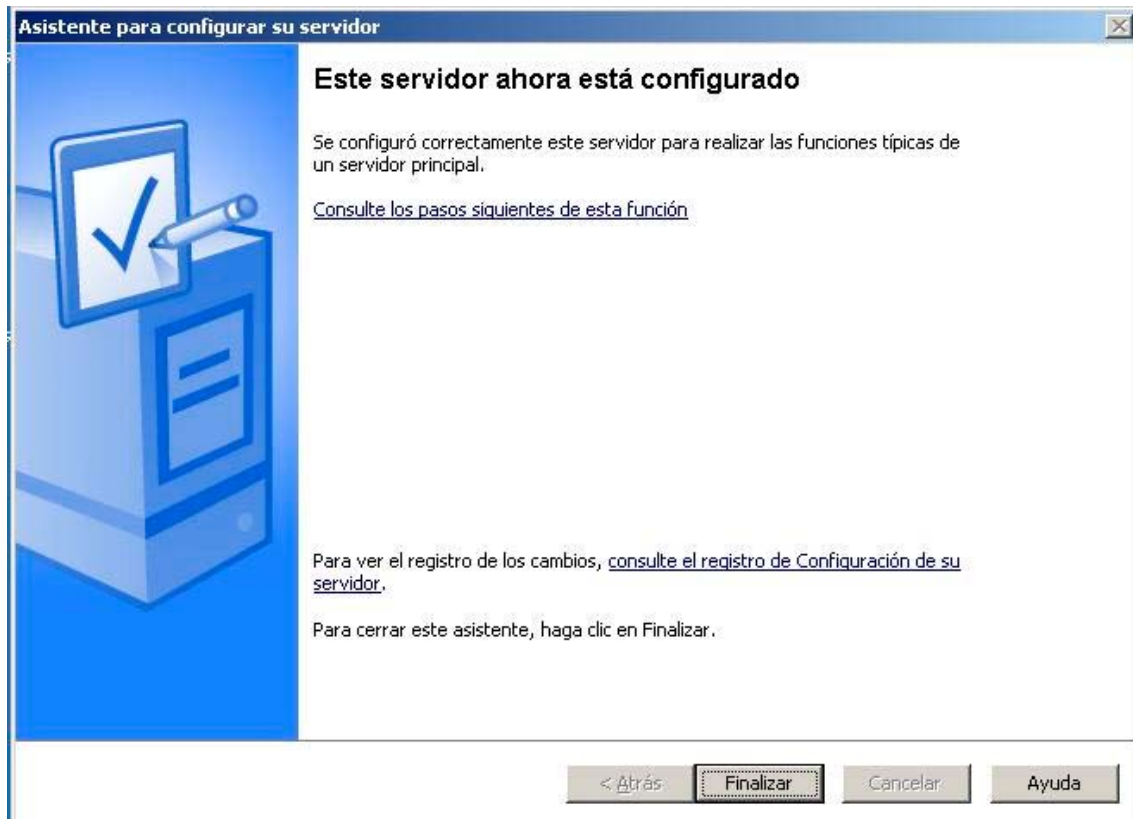 Asistente para configurar su servidor
Este servidor ahora está configurado
Se configuró correctamente este servidor para realizar las funciones típicas de
un servidor principal.
Consulte los pasos siguientes de esta función
Para ver el registro de los cambios, consulte el registro de Configuración de su
servidor.
Para cerrar este asistente, haga clic en Finalizar.
< Atrás Finalizar Cancelar Ayuda